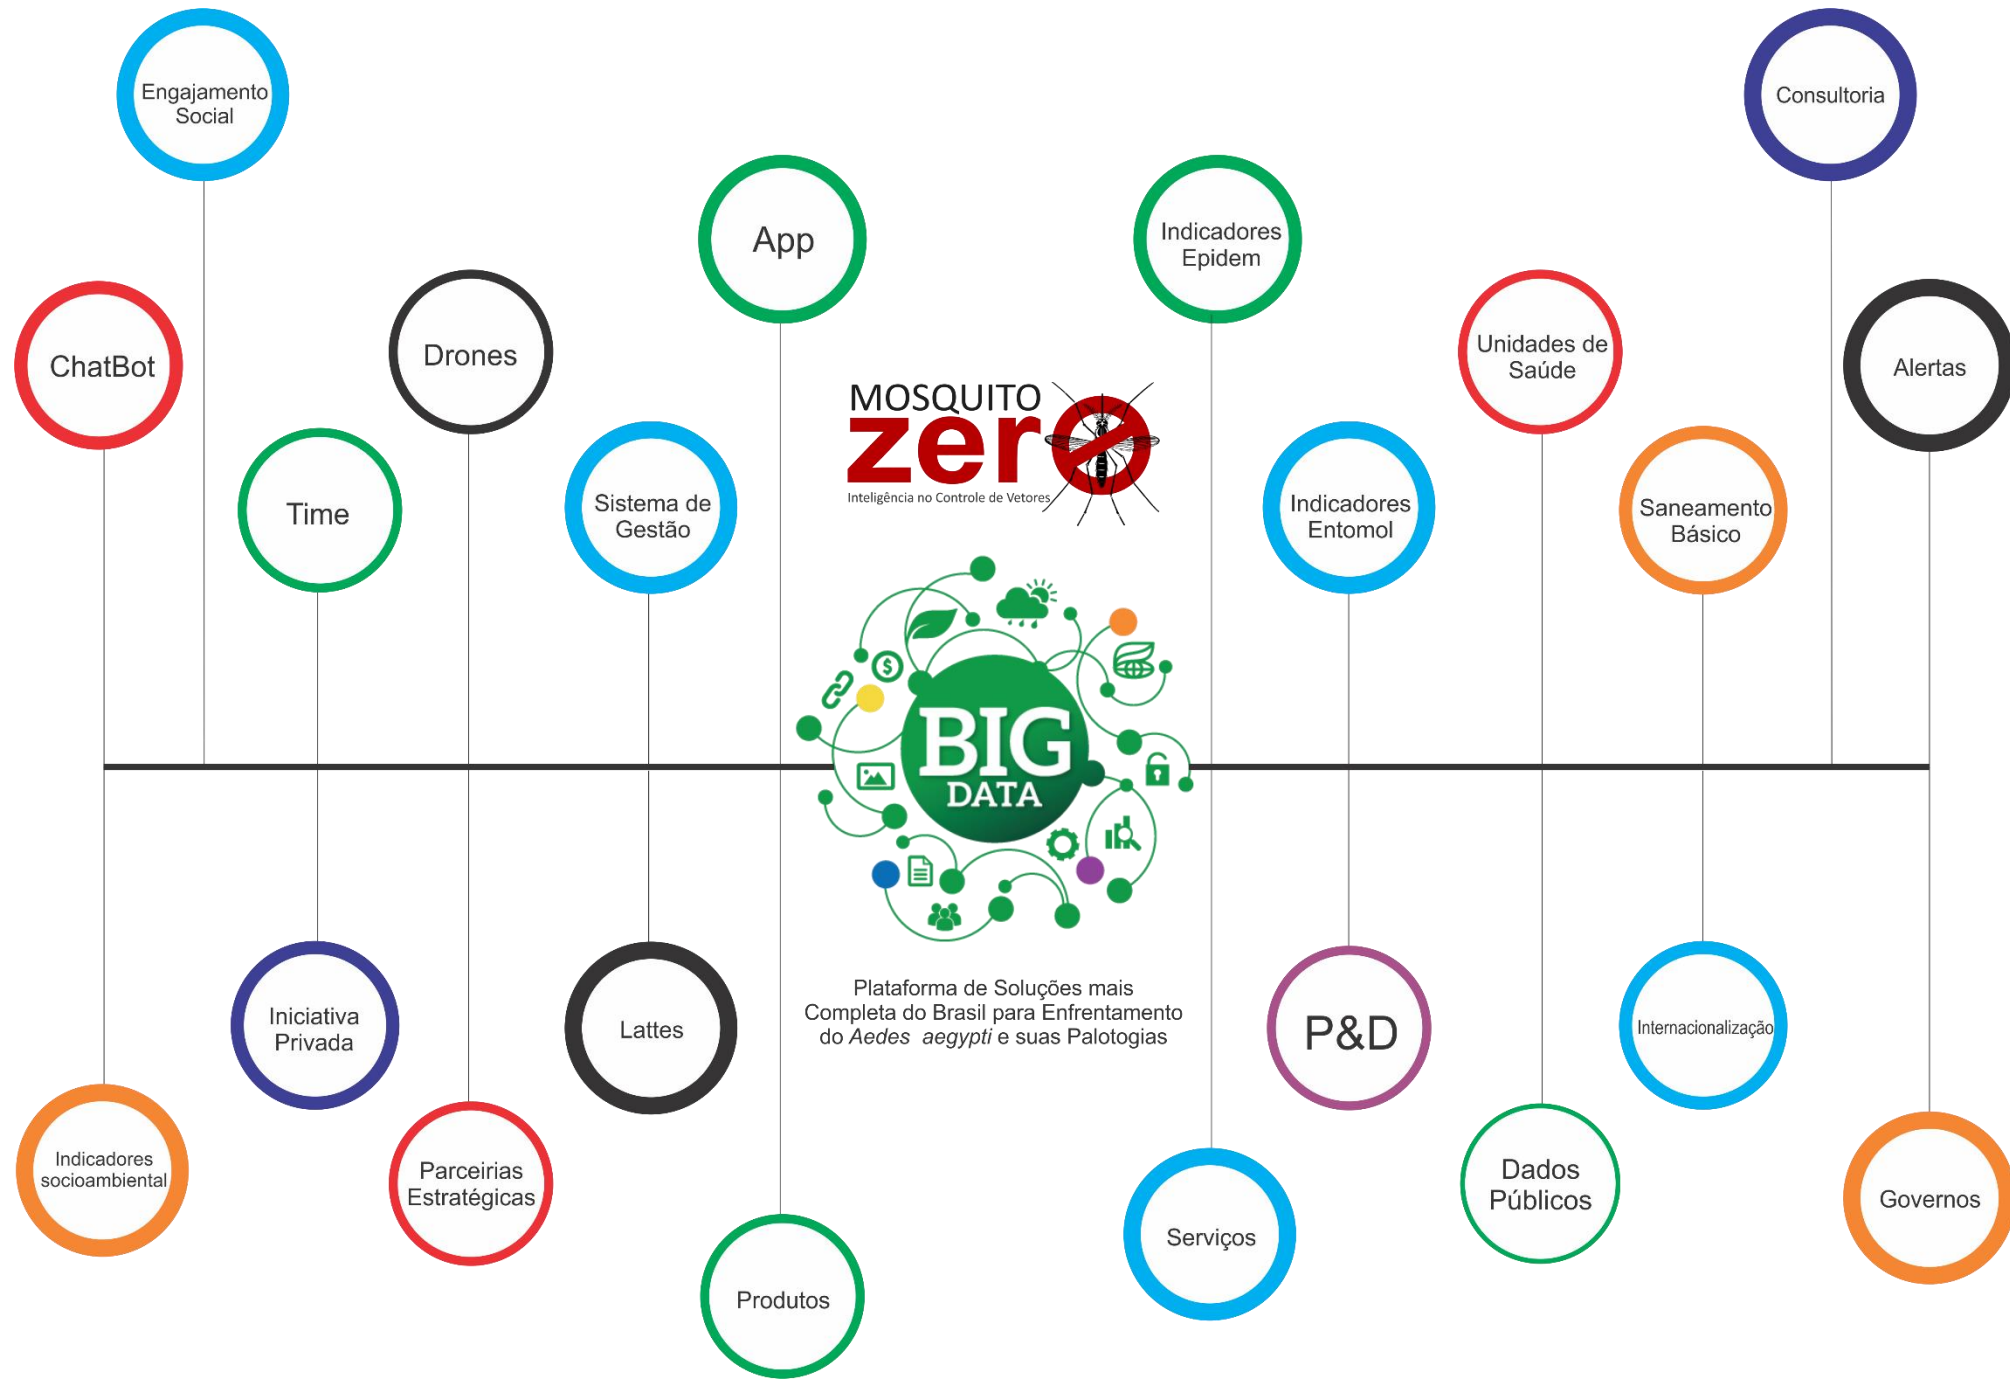 Engajamento
Social
Consultoria
App
Indicadores
Epidem
ChatBot
Drones
Unidades de
Saúde
Alertas
MOSQUITO
zero
Inteligência no Controle de Vetores
Time
Sistema de
Gestão
Indicadores
Entomol
Saneamento
Básico
BIG
DATA
Plataforma de Soluções mais
Completa do Brasil para Enfrentamento
do Aedes aegypti e suas Palotogias
Iniciativa
Privada
Lattes
P&D
Internacionalização
Indicadores
socioambiental
Parceirias
Estratégicas
Dados
Públicos
Governos
Serviços
Produtos